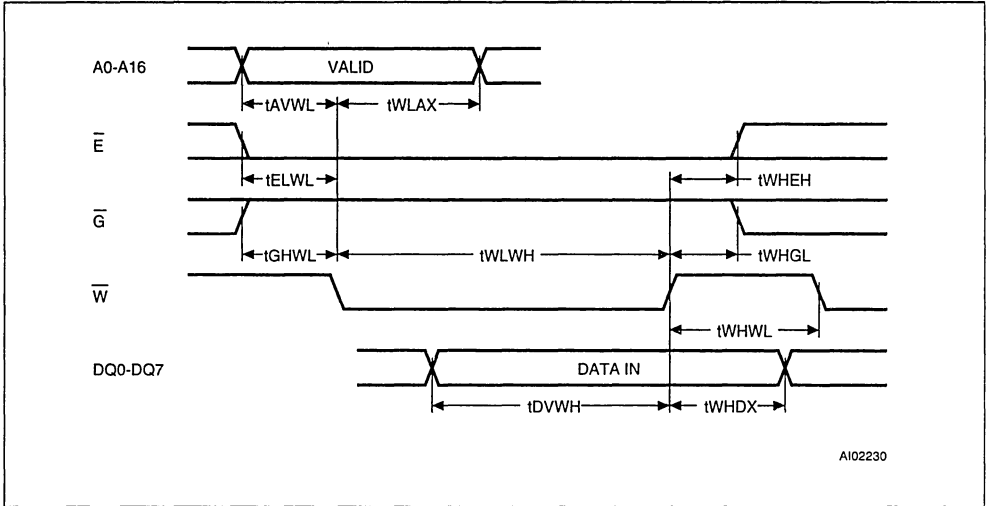 A0-A16
VALID
tAVWL
tWLAX
E̅
tELWL
tWHEH
G̅
tGHWL
tWLWH
tWHGL
W̅
tWHWL
DQ0-DQ7
DATA IN
tDVWH
tWHDX
AI02230